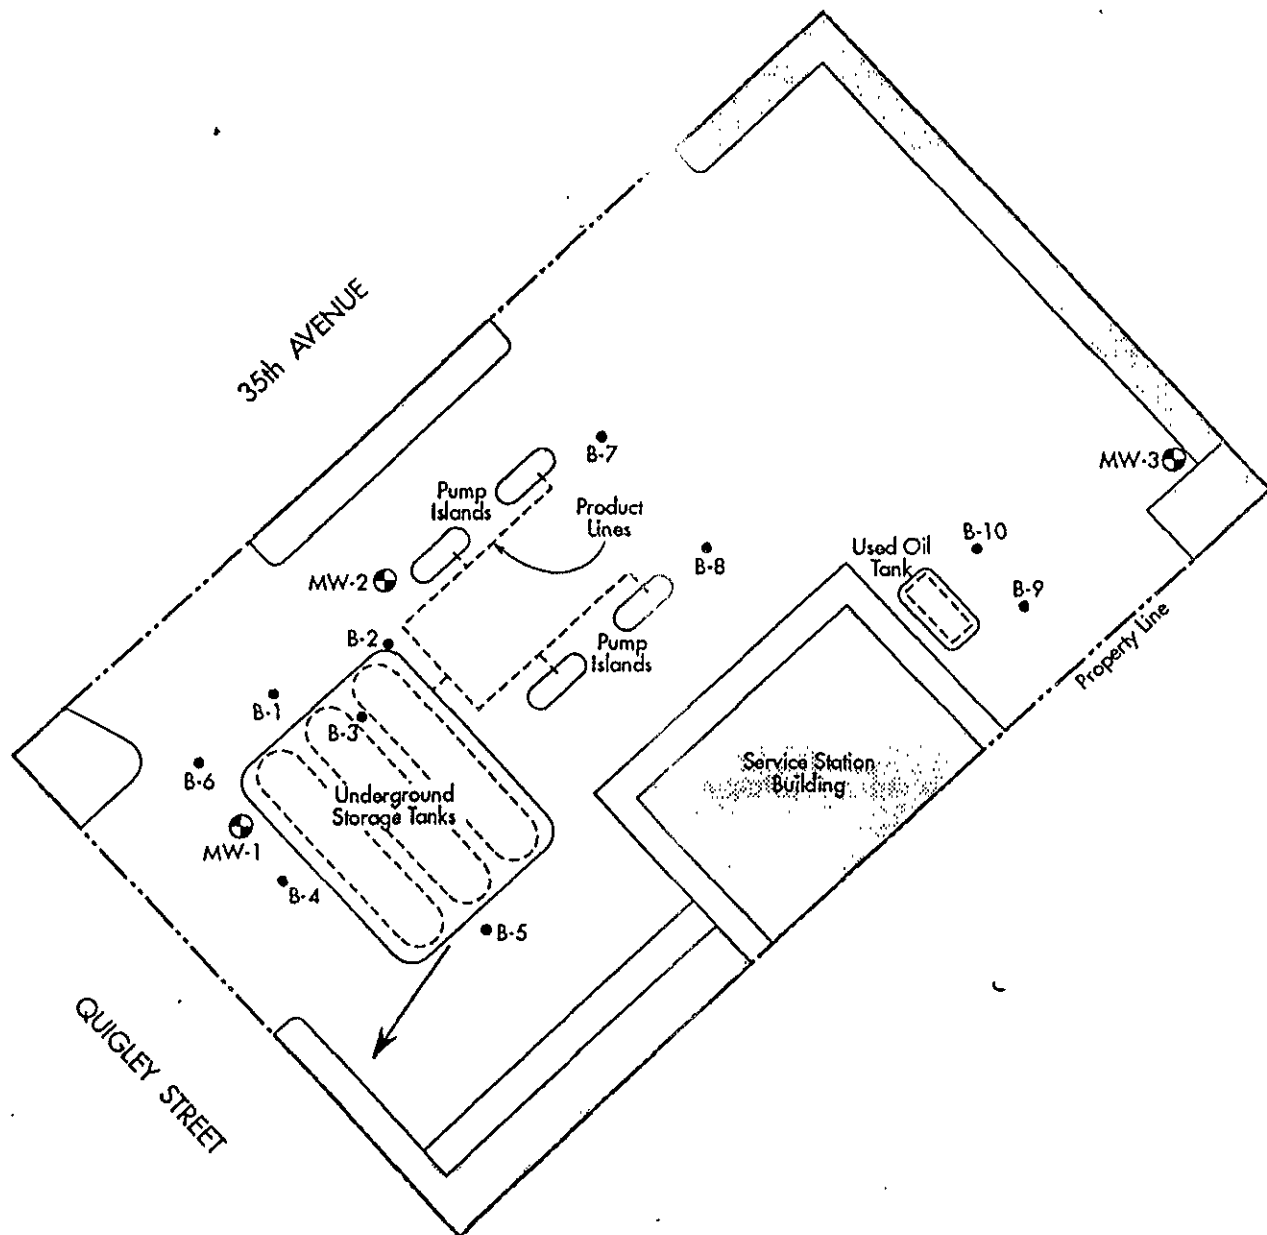 35th AVENUE
B-7
MW-3
Pump
Islands
Product
Lines
B-10
Used Oil
Tank
B-8
MW-2
B-9
B-2
Pump
Islands
Property Line
B-1
B-3
B-6
Service Station
Building
Underground
Storage Tanks
MW-1
B-4
B-5
QUIGLEY STREET